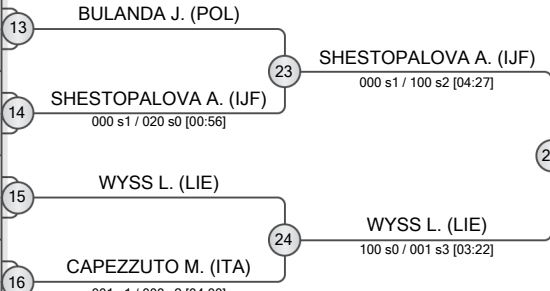 BULANDA J. (POL)
13
23
SHESTOPALOVA A. (IJF)
000 s1 / 100 s2 [04:27]
SHESTOPALOVA A. (IJF)
14
000 s1 / 020 s0 [00:56]
WYSS L. (LIE)
15
24
WYSS L. (LIE)
100 s0 / 001 s3 [03:22]
CAPEZZUTO M. (ITA)
16